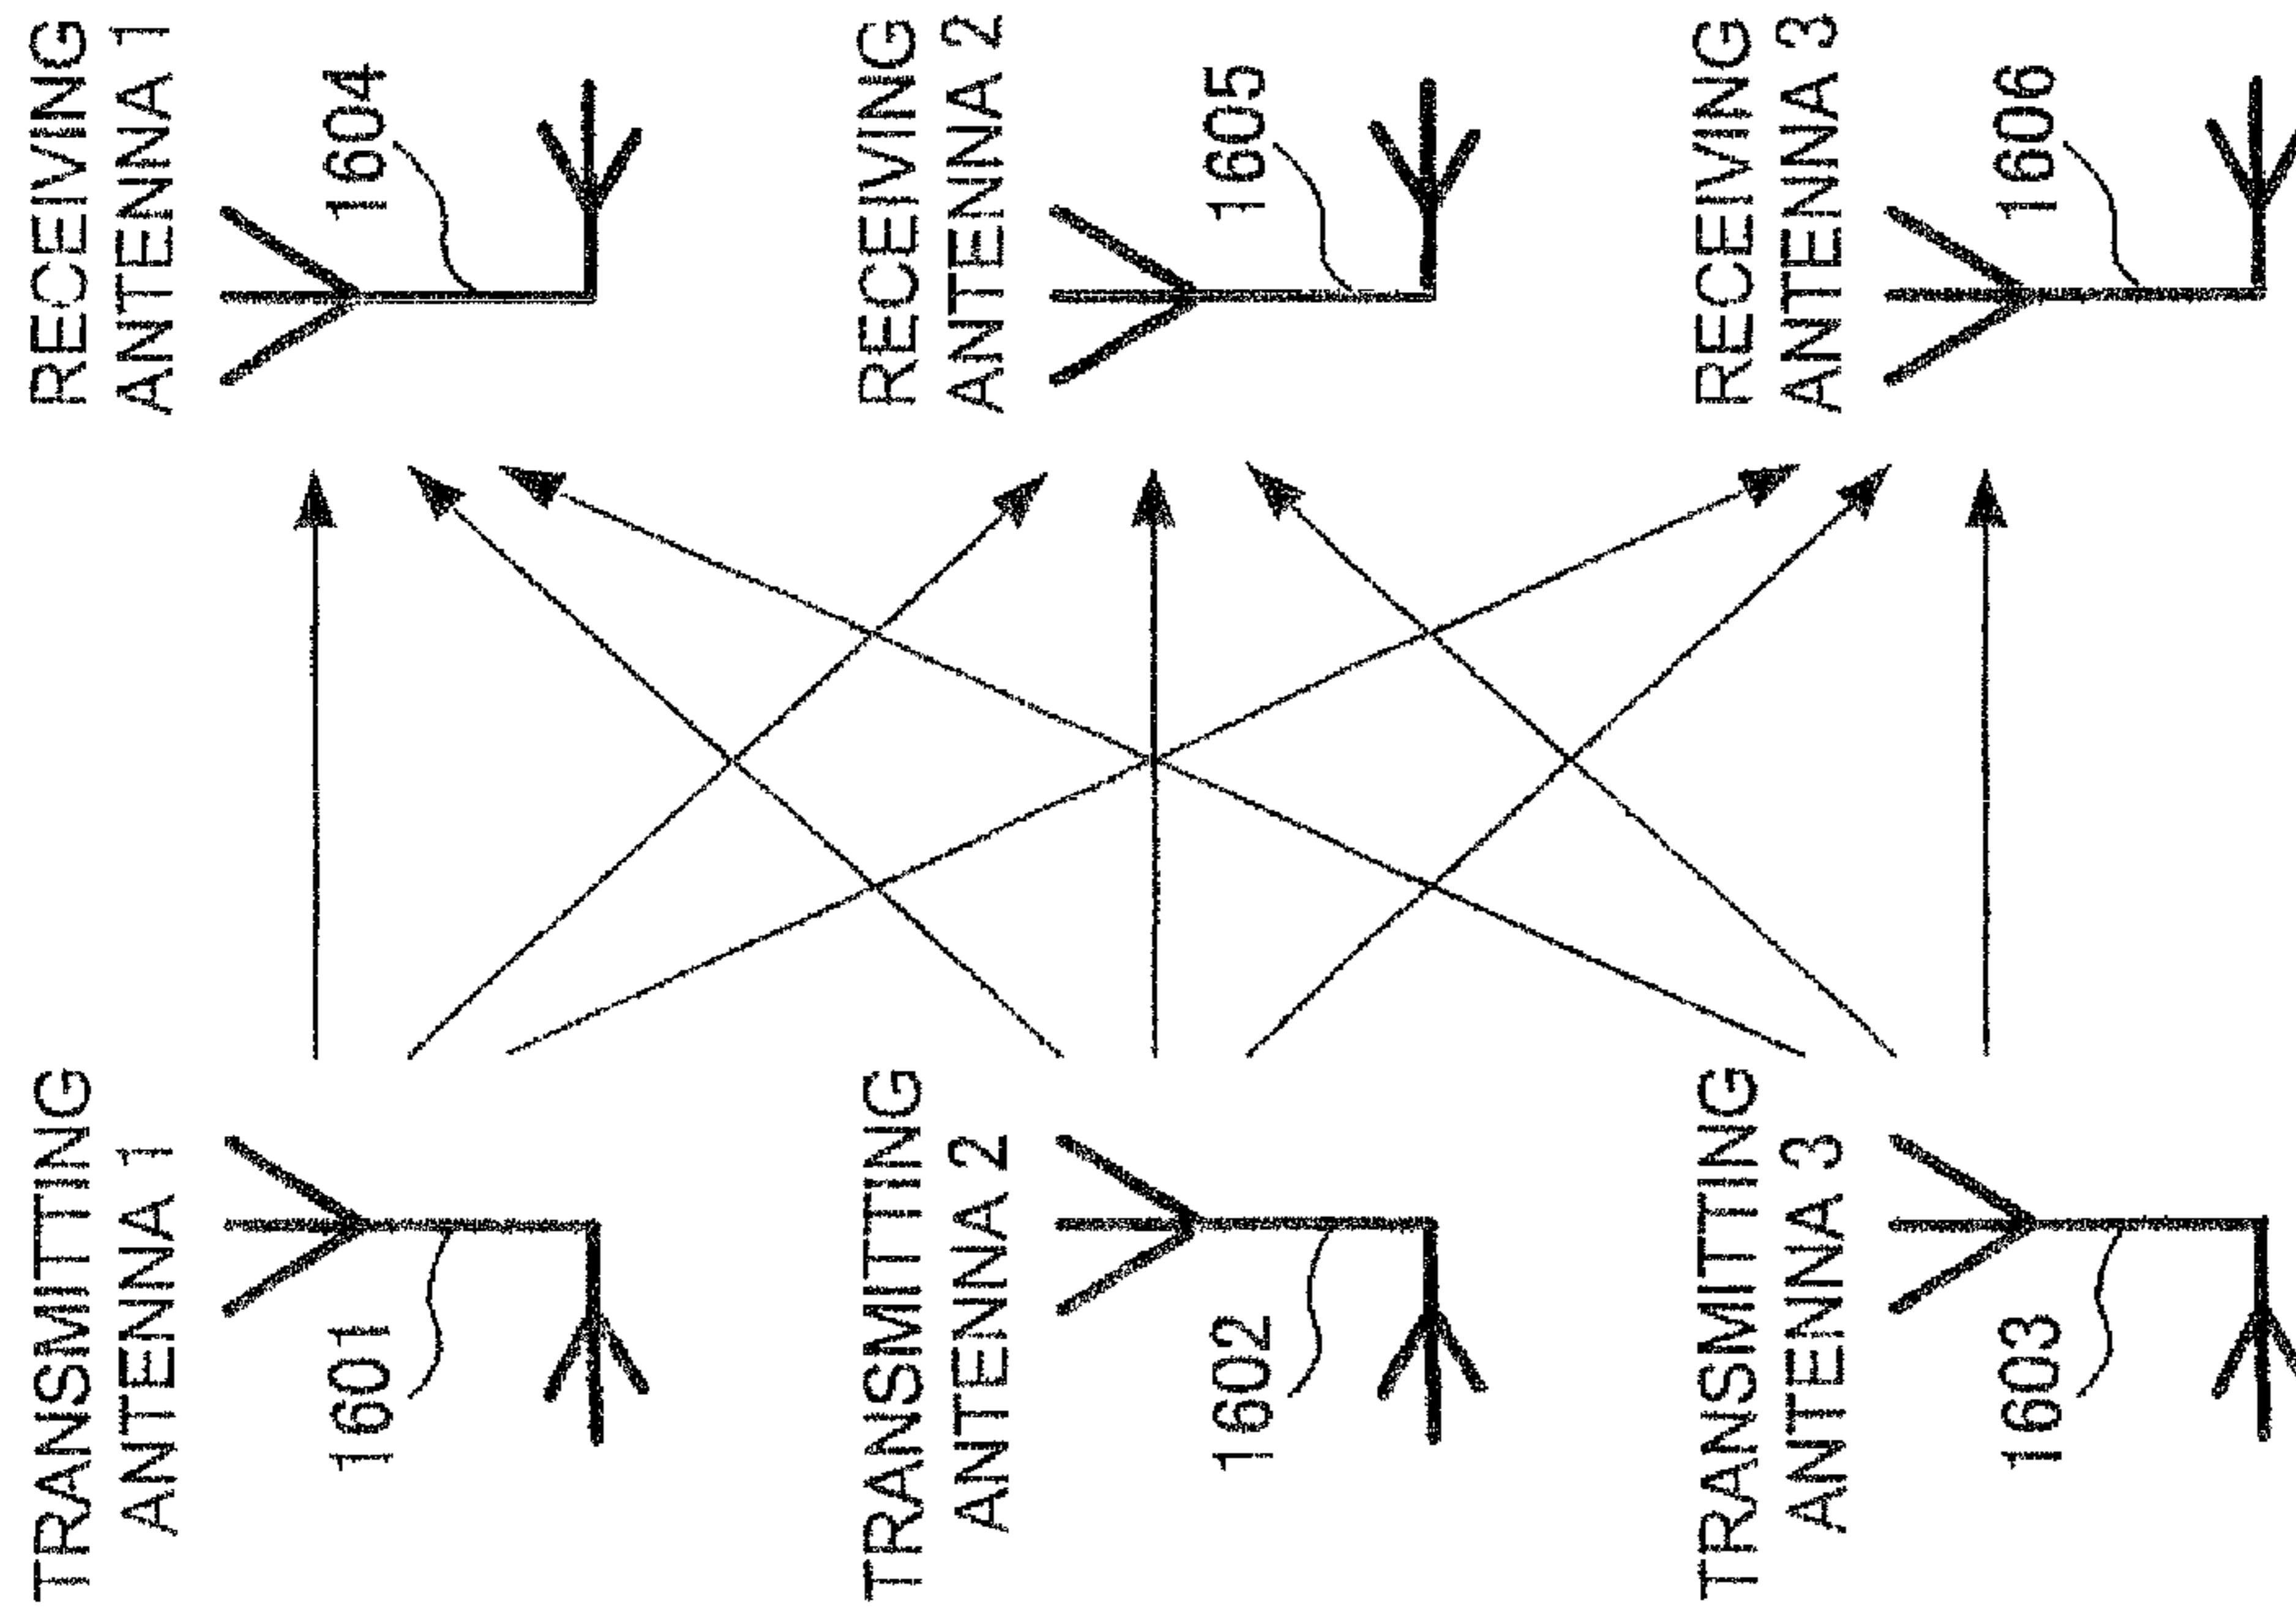 TRANSMITTING
ANTENNA 1
1601
RECEIVING
ANTENNA 1
1604
TRANSMITTING
ANTENNA 2
1602
RECEIVING
ANTENNA 2
1605
TRANSMITTING
ANTENNA 3
1603
RECEIVING
ANTENNA 3
1606